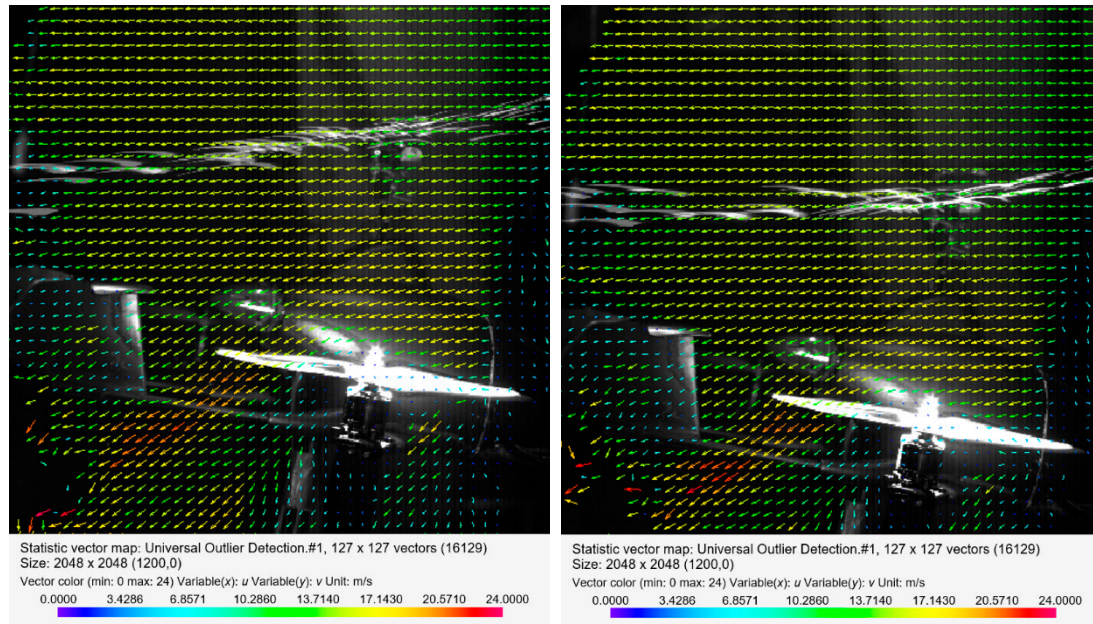 Statistic vector map: Universal Outlier Detection.#1, 127 x 127 vectors (16129)
Size: 2048 x 2048 (1200,0)
Vector color (min: 0 max: 24) Variable(x): u Variable(y): v Unit: m/s
0.0000 3.4286 6.8571 10.2860 13.7140 17.1430 20.5710 24.0000
Statistic vector map: Universal Outlier Detection.#1, 127 x 127 vectors (16129)
Size: 2048 x 2048 (1200,0)
Vector color (min: 0 max: 24) Variable(x): u Variable(y): v Unit: m/s
0.0000 3.4286 6.8571 10.2860 13.7140 17.1430 20.5710 24.0000